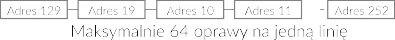 Adres 129 Adres 19 Adres 10 Adres 11 - Adres 252
Maksymalnie 64 oprawy na jedną linię